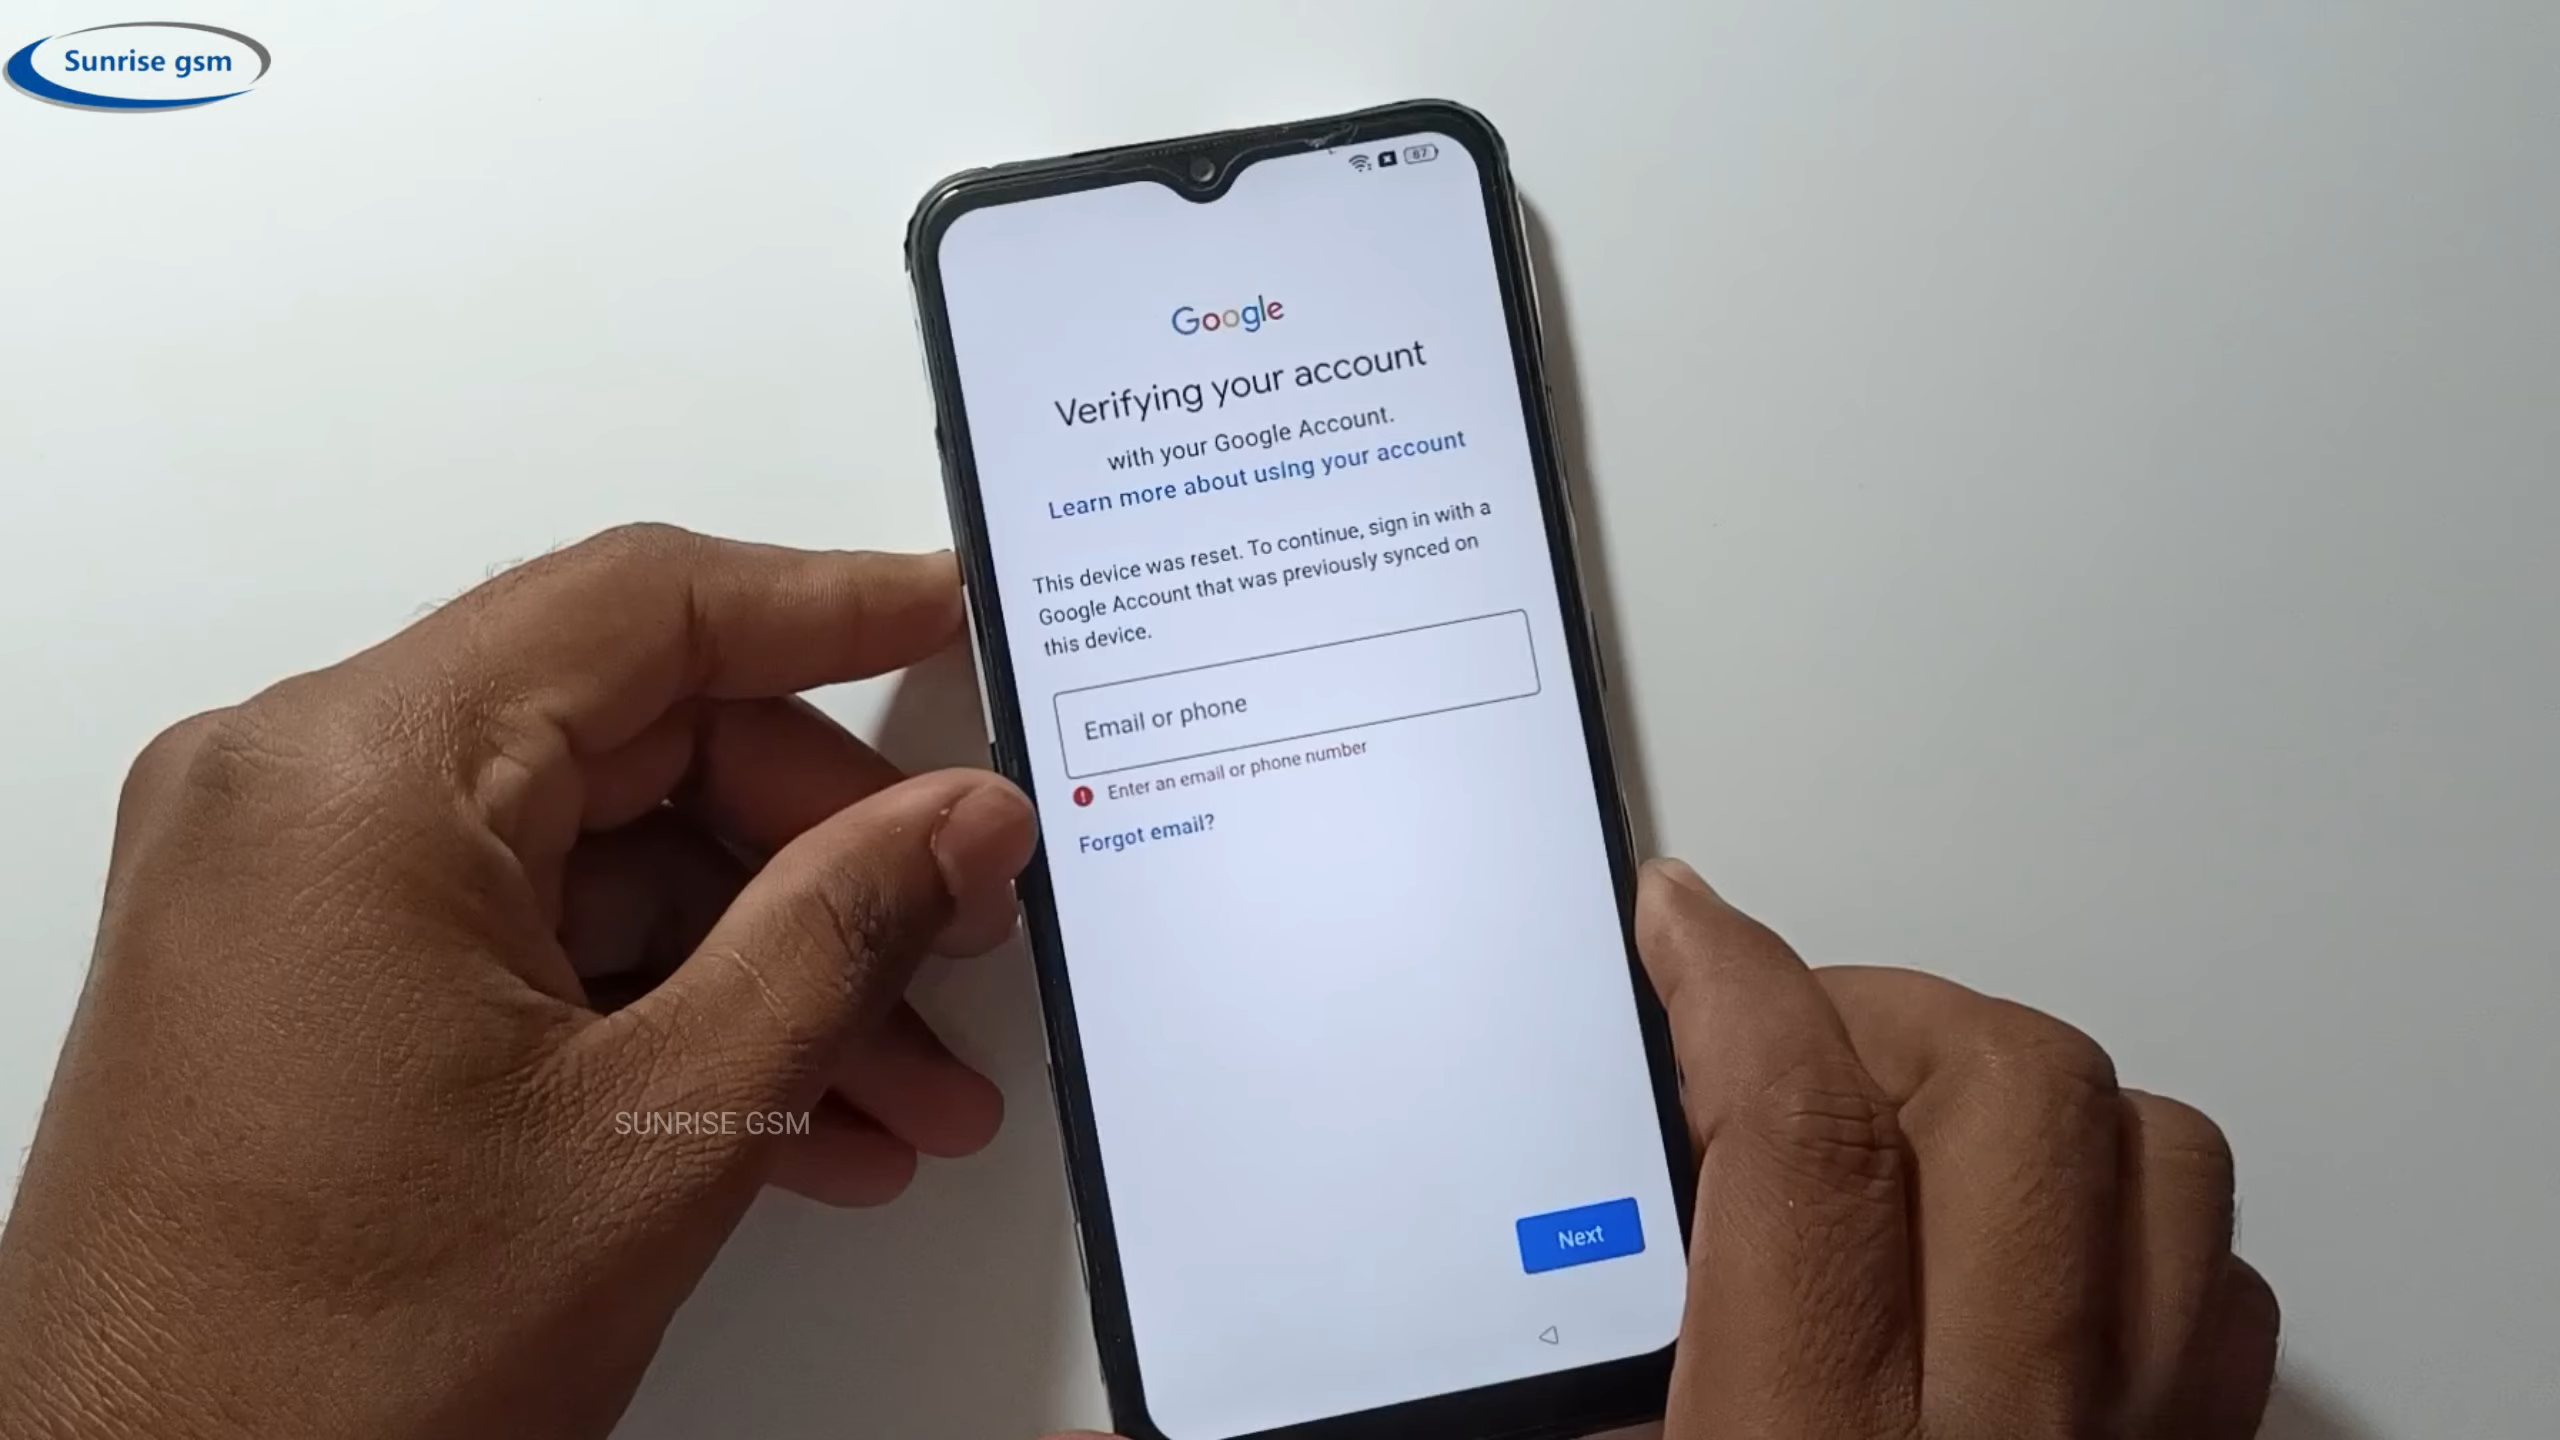 Sunrise gsm
67
Google
Verifying your account
with your Google Account.
Learn more about using your account
This device was reset. To continue, sign in with a
Google Account that was previously synced on
this device.
Email or phone
Enter an email or phone number
Forgot email?
SUNRISE GSM
Next